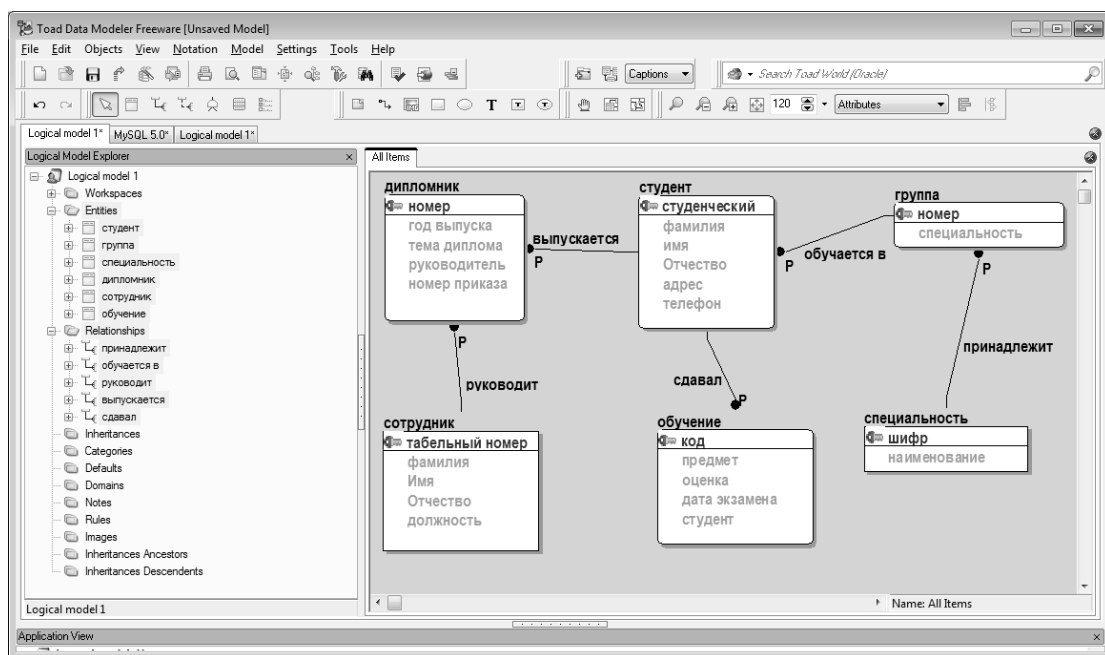 Toad Data Modeler Freeware [Unsaved Model]
File Edit Objects View Notation Model Settings Tools Help
Captions
Search Toad World (Oracle)
T
120
Attributes
Logical model 1* MySQL 5.0* Logical model 1*
Logical Model Explorer
Logical model 1
Workspaces
Entities
студент
группа
специальность
дипломник
сотрудник
обучение
Relationships
принадлежит
обучается в
руководит
выпускается
сдавал
Inheritances
Categories
Defaults
Domains
Notes
Rules
Images
Inheritances Ancestors
Inheritances Descendents
Logical model 1
All Items
дипломник
номер
год выпуска
тема диплома
руководитель
номер приказа
выпускается
P
студент
студенческий
фамилия
имя
Отчество
адрес
телефон
обучается в
P
группа
номер
специальность
P
принадлежит
P
руководит
сдавал
P
сотрудник
табельный номер
фамилия
Имя
Отчество
должность
обучение
код
предмет
оценка
дата экзамена
студент
специальность
шифр
наименование
Name: All Items
Application View